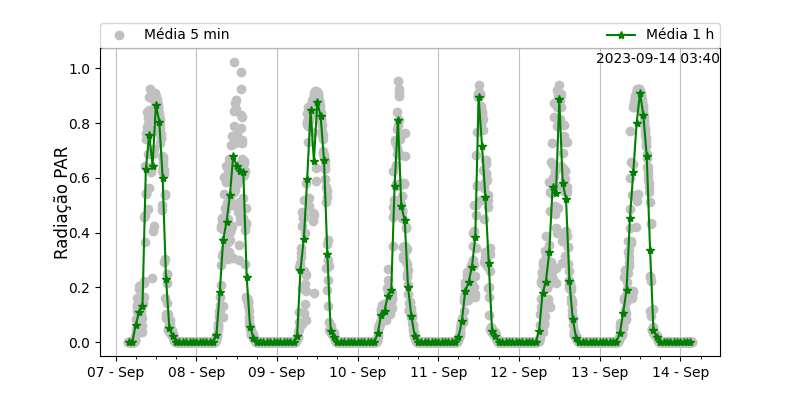 Média 5 min
Média 1 h
2023-09-14 03:40
Radiação PAR
1.0
0.8
0.6
0.4
0.2
0.0
07 - Sep
08 - Sep
09 - Sep
10 - Sep
11 - Sep
12 - Sep
13 - Sep
14 - Sep